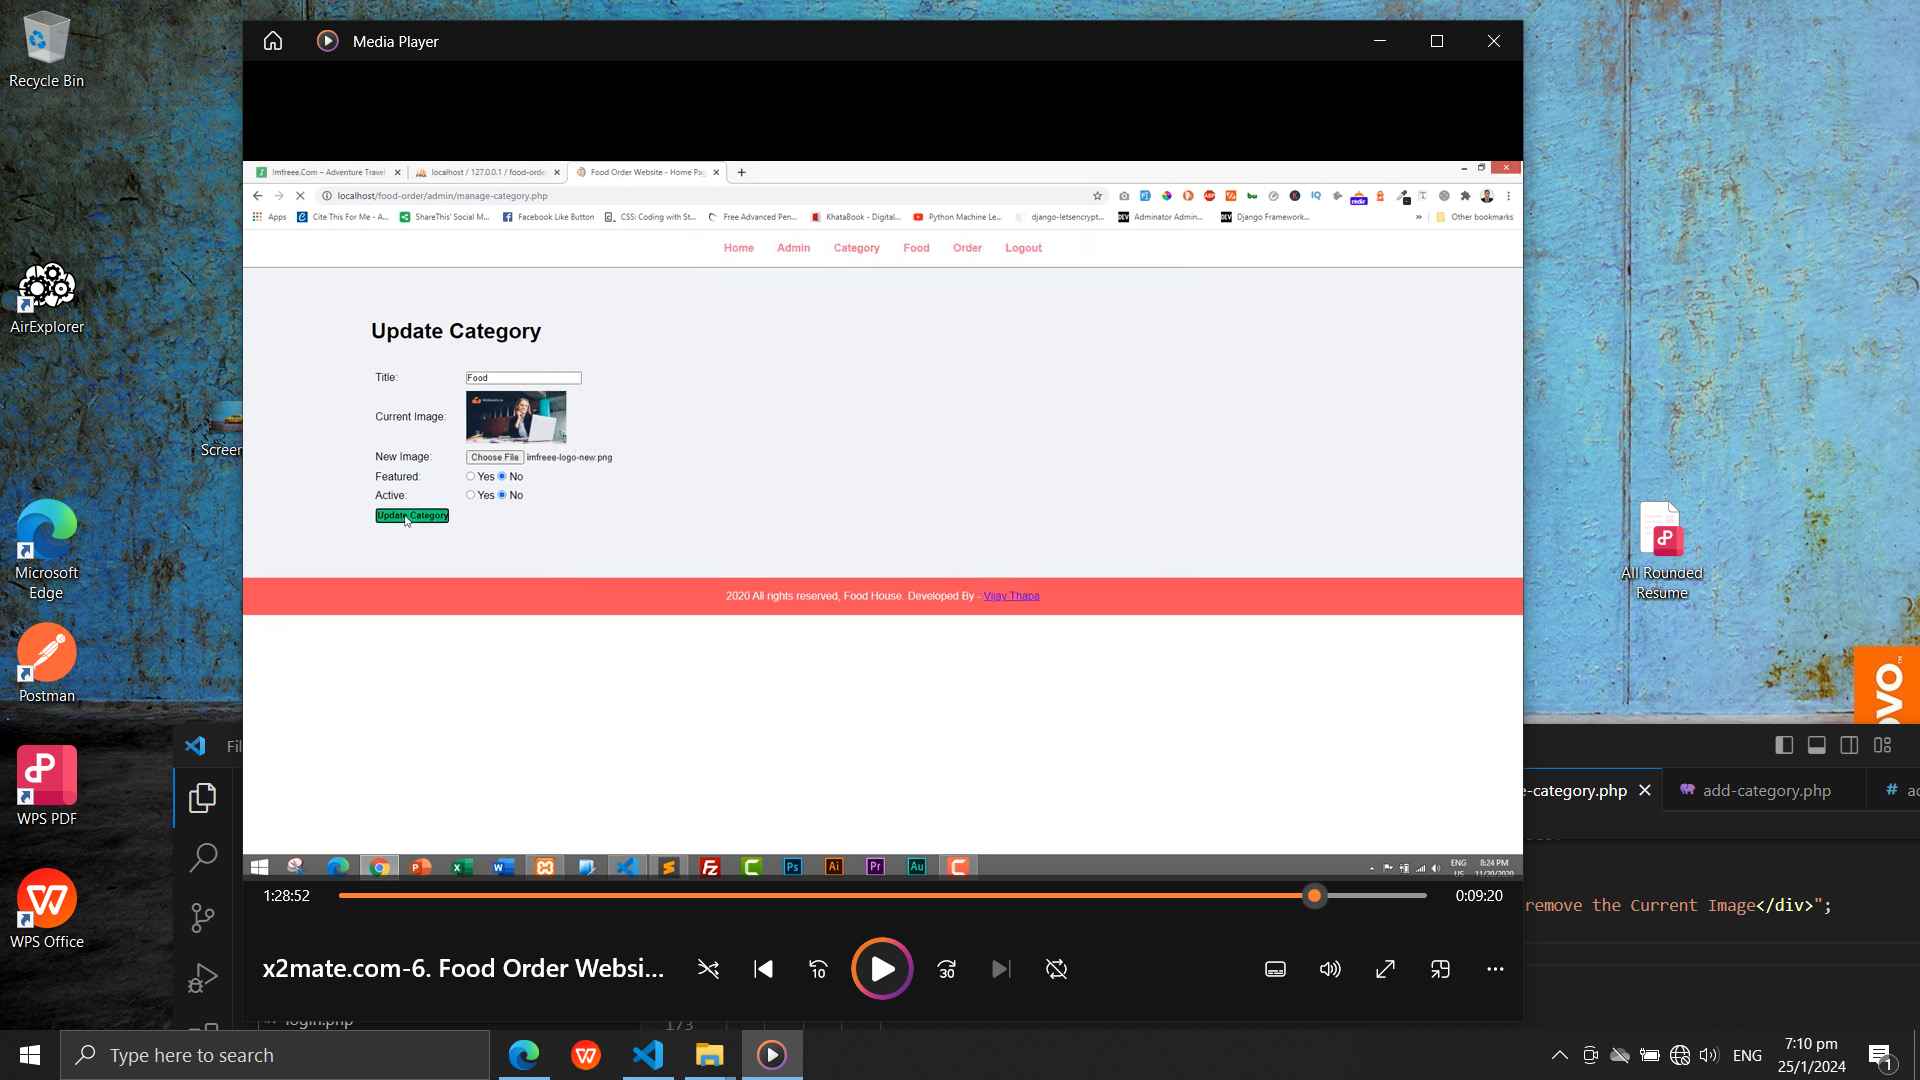 Recycle Bin
AirExplorer
Screen
Microsoft
Edge
Postman
WPS PDF
WPS Office
Media Player
Imfreee.Com – Adventure Travel
localhost / 127.0.0.1 / food-order
Food Order Website - Home Pag
localhost/food-order/admin/manage-category.php
Apps
Cite This For Me - A...
ShareThis' Social M...
Facebook Like Button
CSS: Coding with St...
Free Advanced Pen...
KhataBook - Digital...
Python Machine Le...
django-letsencrypt...
Adminator Admin...
Django Framework...
»
Other bookmarks
Home
Admin
Category
Food
Order
Logout
Update Category
Title:
Food
Current Image:
New Image:
Choose File imfreee-logo-new.png
Featured:
Yes No
Active:
Yes No
Update Category
2020 All rights reserved, Food House. Developed By - Vijay Thapa
ENG
US
8:24 PM
11/20/2020
1:28:52
0:09:20
x2mate.com-6. Food Order Websi...
10
30
All Rounded
Resume
Fil
e-category.php
add-category.php
# ac
remove the Current Image</div>";
login.php
173
Type here to search
ENG
7:10 pm
25/1/2024
1